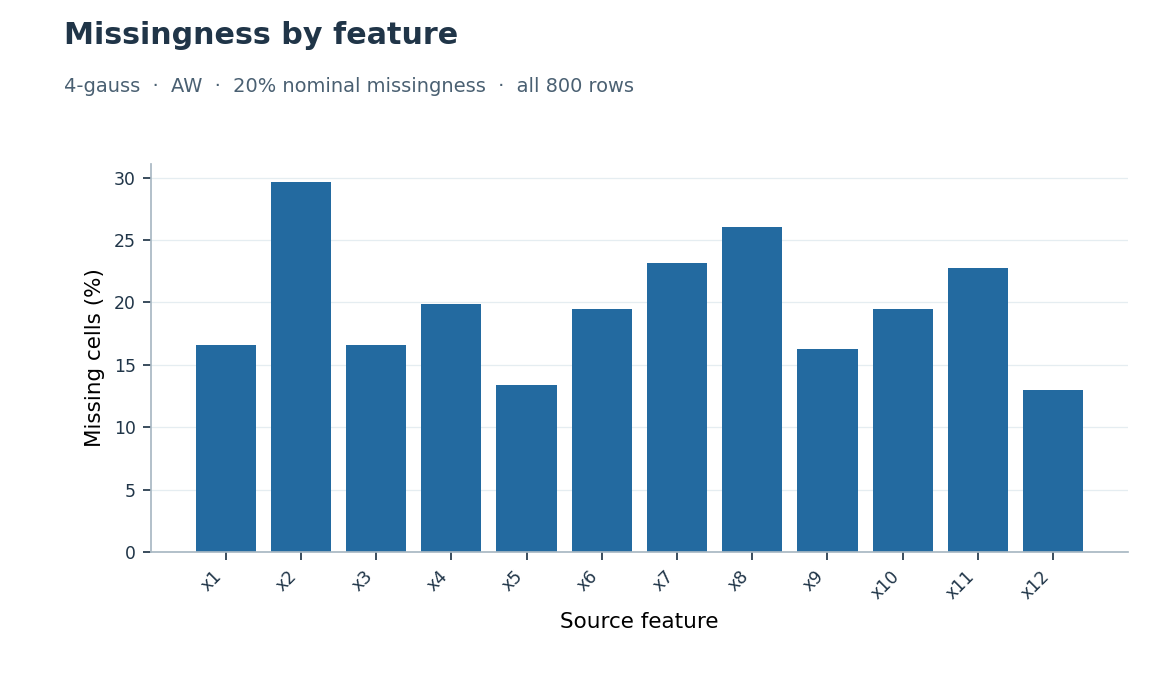 Missingness by feature
4-gauss · AW · 20% nominal missingness · all 800 rows
30
25
20
15
10
5
0
Missing cells (%)
x1 x2 x3 x4 x5 x6 x7 x8 x9 x10 x11 x12
Source feature